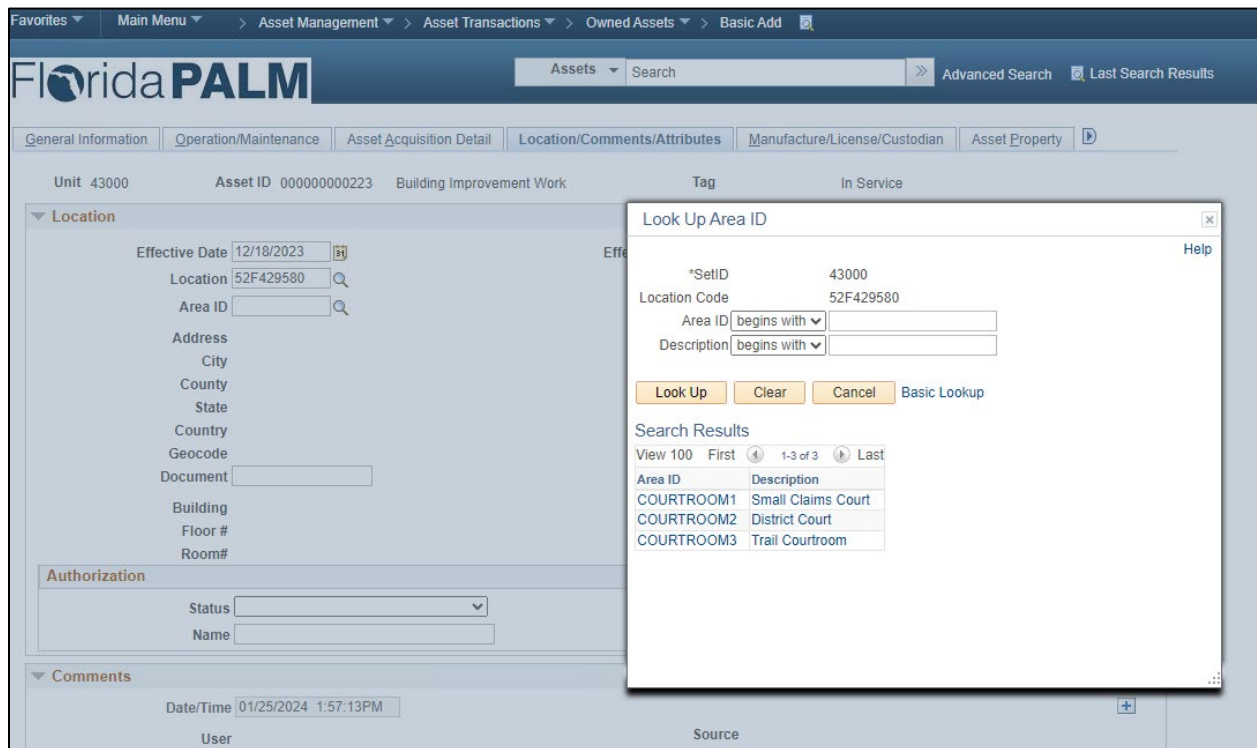 Favorites Main Menu > Asset Management > Asset Transactions > Owned Assets > Basic Add
Florida PALM
Assets Search » Advanced Search Last Search Results
General Information Operation/Maintenance Asset Acquisition Detail Location/Comments/Attributes Manufacture/License/Custodian Asset Property
Unit 43000 Asset ID 000000000223 Building Improvement Work Tag In Service
Location
Effective Date 12/18/2023 31 Effe
Location 52F429580
Area ID
Address
City
County
State
Country
Geocode
Document
Building
Floor #
Room#
Authorization
Status
Name
Comments
Date/Time 01/25/2024 1:57:13PM +
User Source
Look Up Area ID x
Help
*SetID 43000
Location Code 52F429580
Area ID begins with
Description begins with
Look Up Clear Cancel Basic Lookup
Search Results
View 100 First 1-3 of 3 Last
Area ID Description
COURTROOM1 Small Claims Court
COURTROOM2 District Court
COURTROOM3 Trail Courtroom